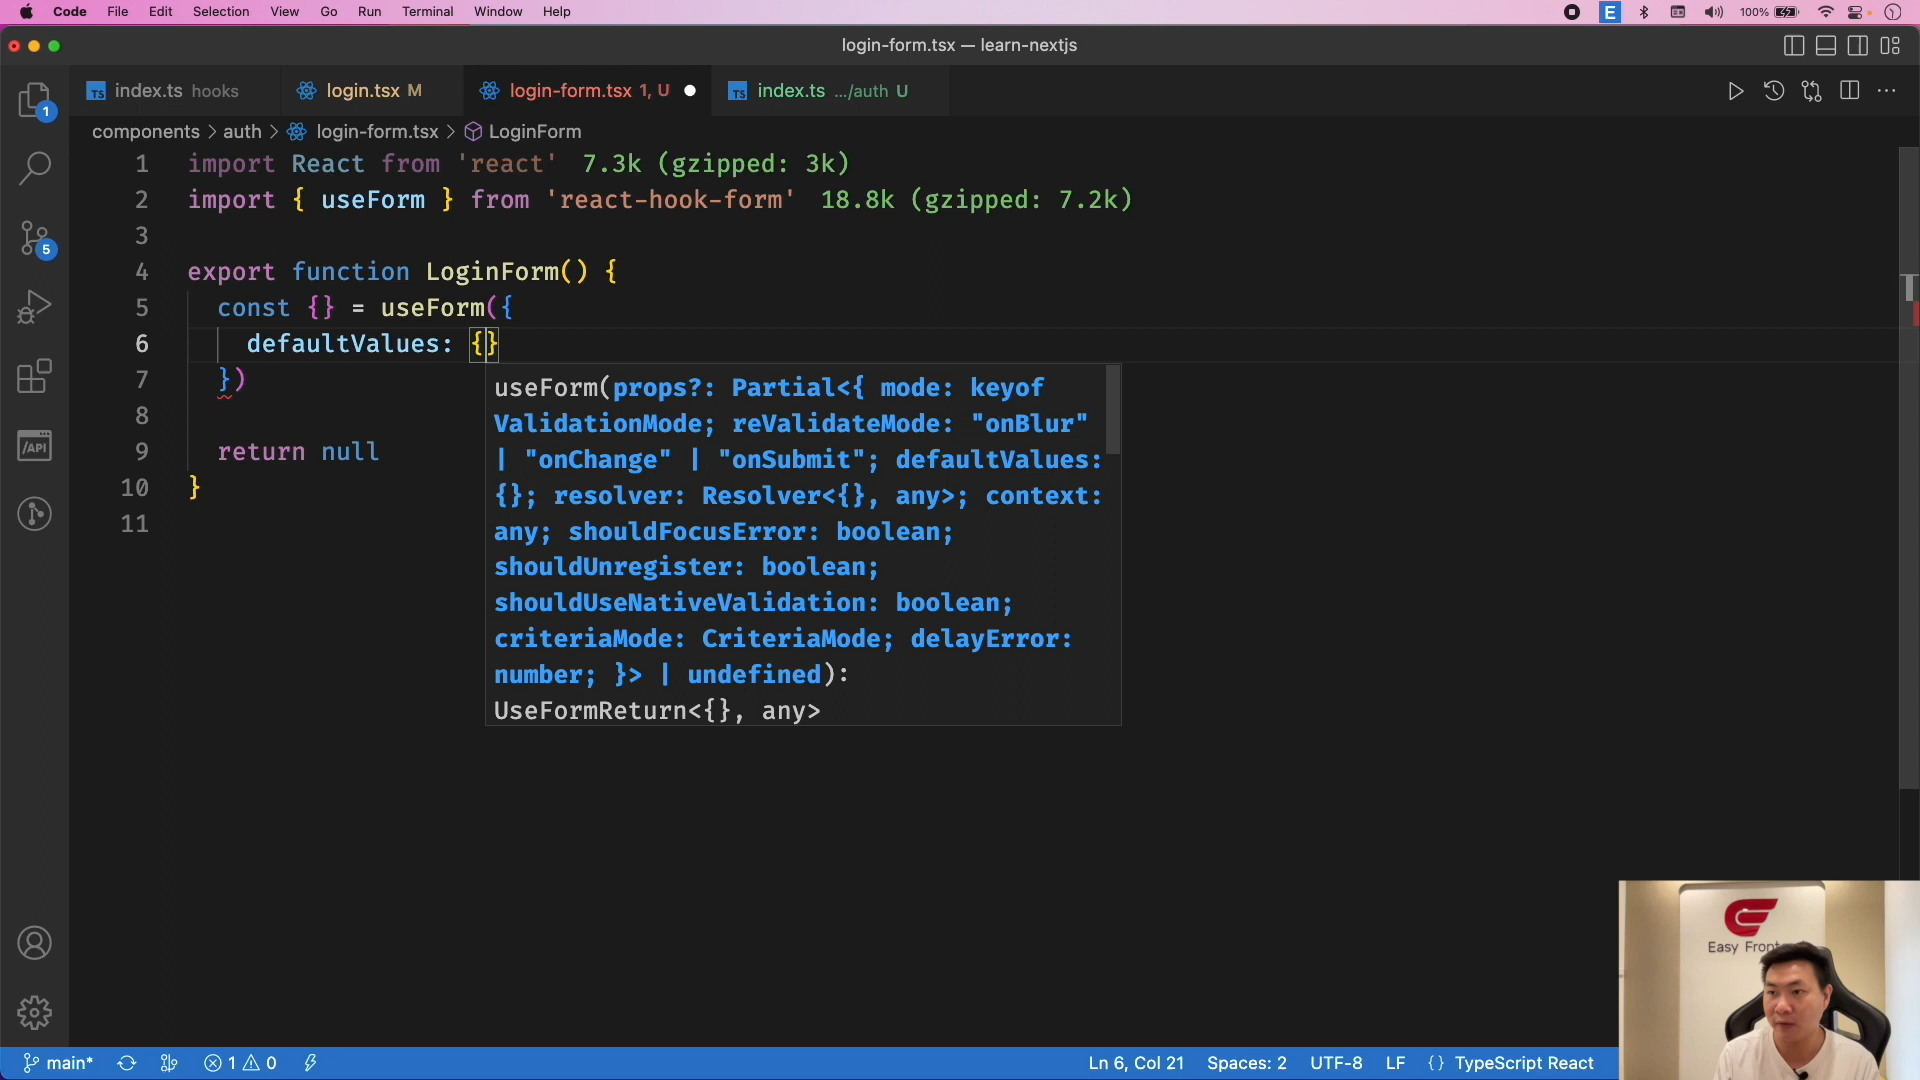 Code File Edit Selection View Go Run Terminal Window Help
E 100%
login-form.tsx — learn-nextjs
TS index.ts hooks login.tsx M login-form.tsx 1, U TS index.ts .../auth U
components > auth > login-form.tsx > LoginForm
1 import React from 'react' 7.3k (gzipped: 3k)
2 import { useForm } from 'react-hook-form' 18.8k (gzipped: 7.2k)
3
4 export function LoginForm() {
5 const {} = useForm({
6 defaultValues: {}
7 })
8
9 return null
10 }
11
useForm(props?: Partial<{ mode: keyof
ValidationMode; reValidateMode: "onBlur"
| "onChange" | "onSubmit"; defaultValues:
{}; resolver: Resolver<{}, any>; context:
any; shouldFocusError: boolean;
shouldUnregister: boolean;
shouldUseNativeValidation: boolean;
criteriaMode: CriteriaMode; delayError:
number; }> | undefined):
UseFormReturn<{}, any>
1
5
/API
Easy Front
main* 1 0 Ln 6, Col 21 Spaces: 2 UTF-8 LF {} TypeScript React